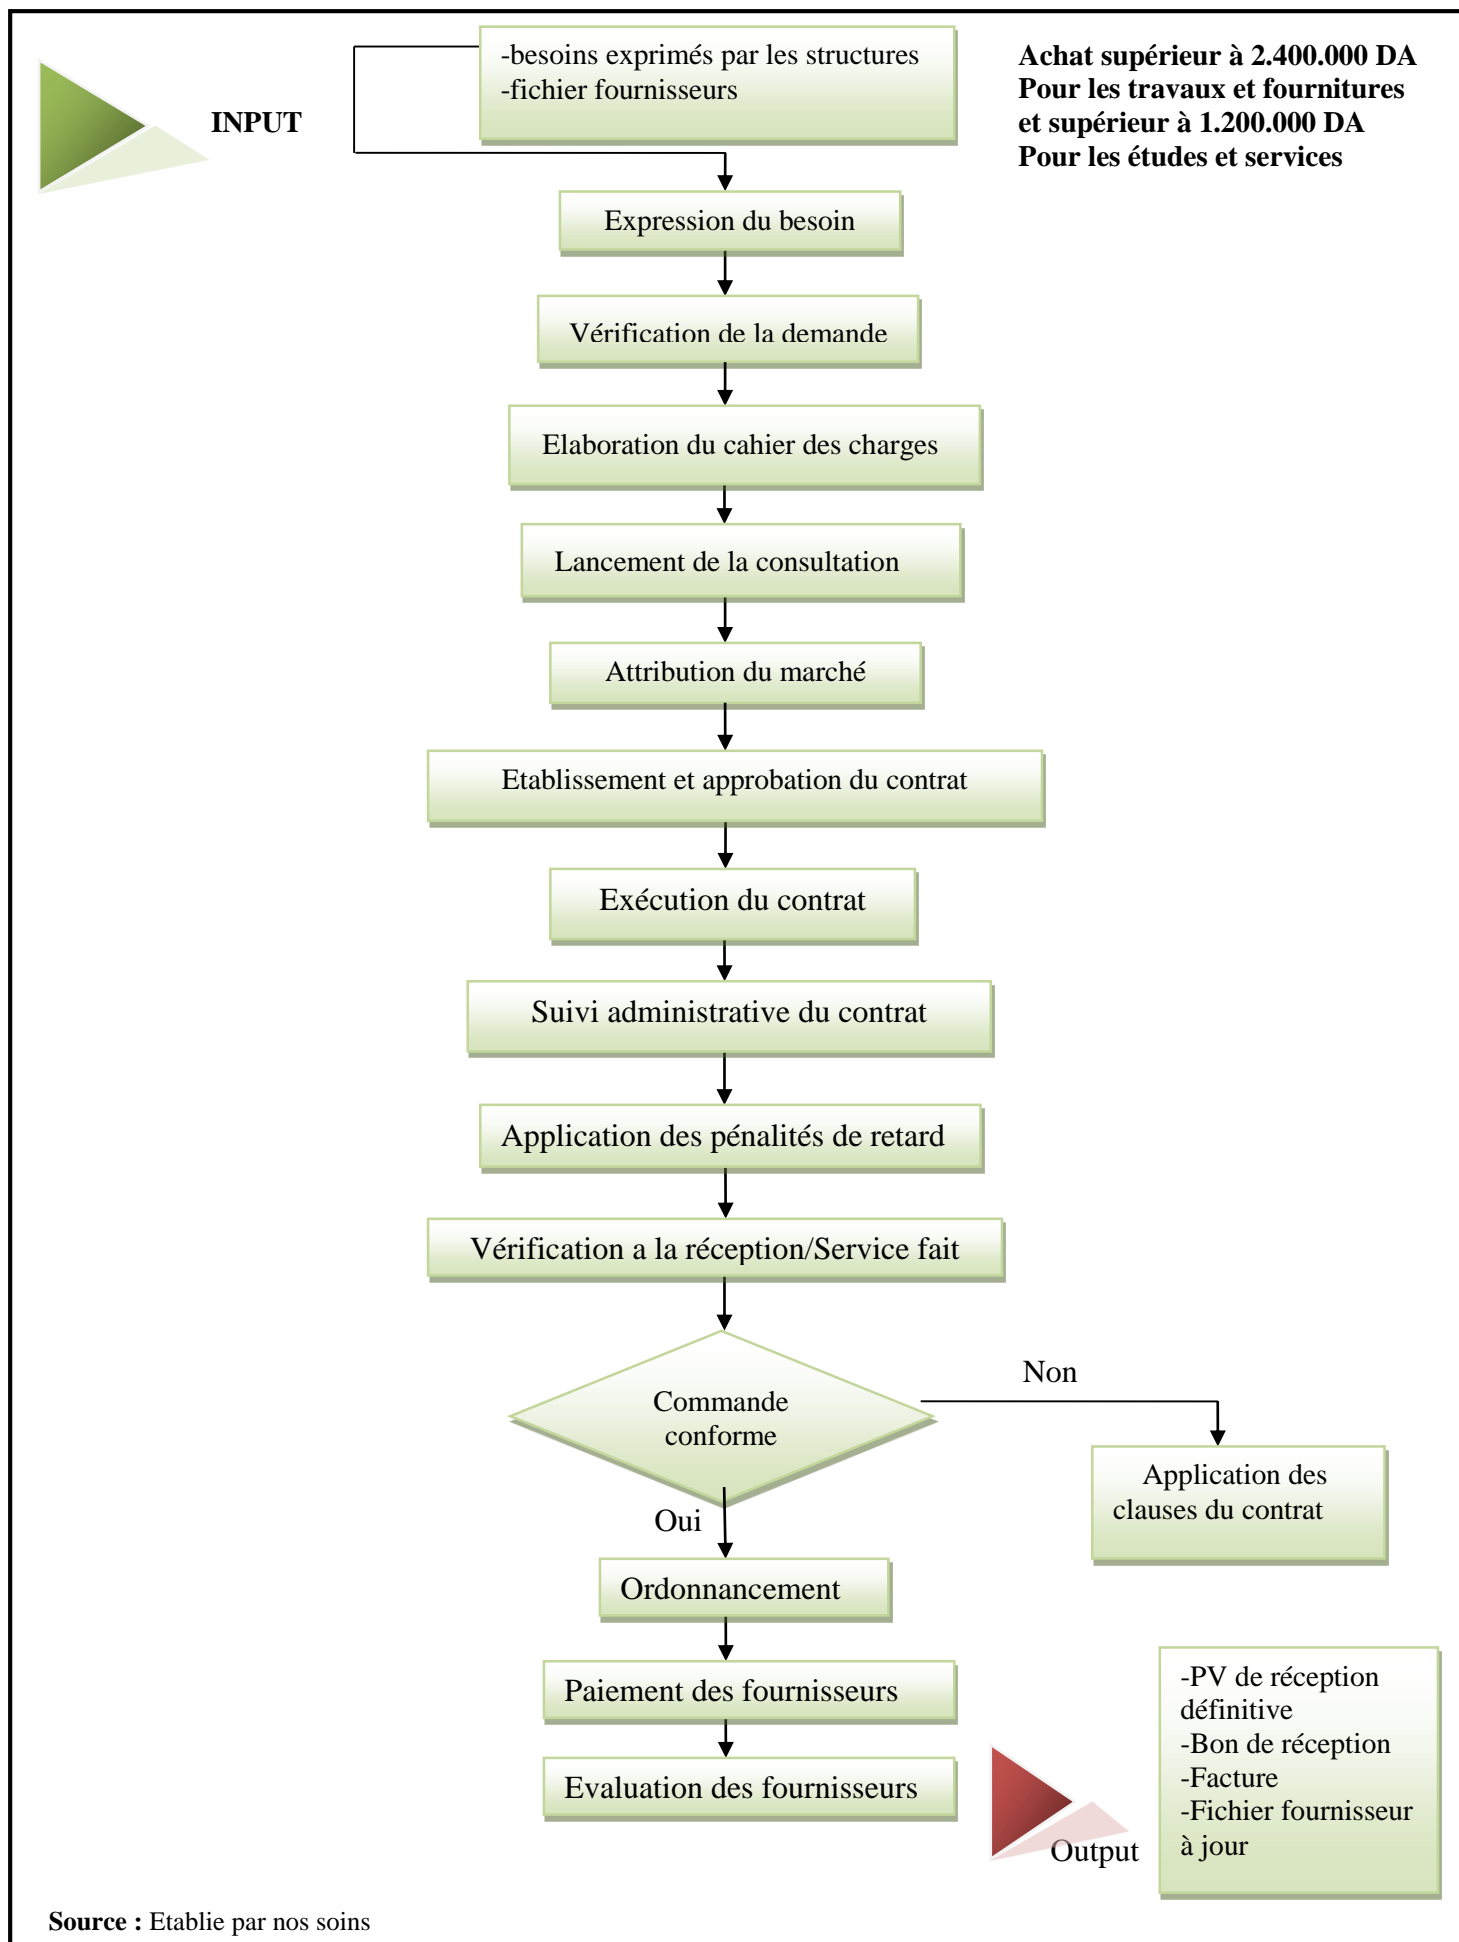 -besoins exprimés par les structures
-fichier fournisseurs
Achat supérieur à 2.400.000 DA
Pour les travaux et fournitures
et supérieur à 1.200.000 DA
Pour les études et services
INPUT
Expression du besoin
Vérification de la demande
Elaboration du cahier des charges
Lancement de la consultation
Attribution du marché
Etablissement et approbation du contrat
Exécution du contrat
Suivi administrative du contrat
Application des pénalités de retard
Vérification a la réception/Service fait
Commande
conforme
Non
Application des
clauses du contrat
Oui
Ordonnancement
Paiement des fournisseurs
Evaluation des fournisseurs
Output
-PV de réception
définitive
-Bon de réception
-Facture
-Fichier fournisseur
à jour
Source : Etablie par nos soins